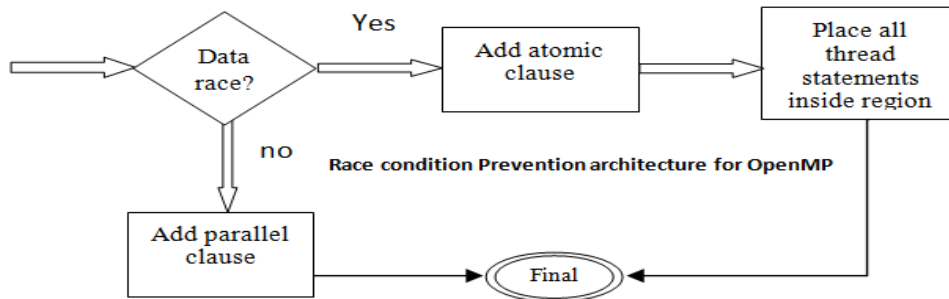 Yes
Data
race?
Add atomic
clause
Place all
thread
statements
inside region
no
Race condition Prevention architecture for OpenMP
Add parallel
clause
Final